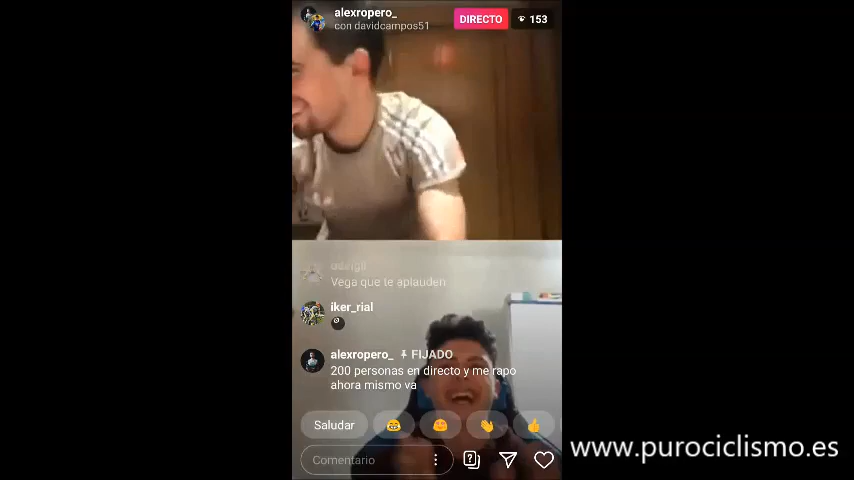 alexropero_
con davidcampos51
DIRECTO
153
Vega que te aplauden
iker_rial
alexropero_ FIJADO
200 personas en directo y me rapo
ahora mismo va
Saludar
Comentario
www.purociclismo.es